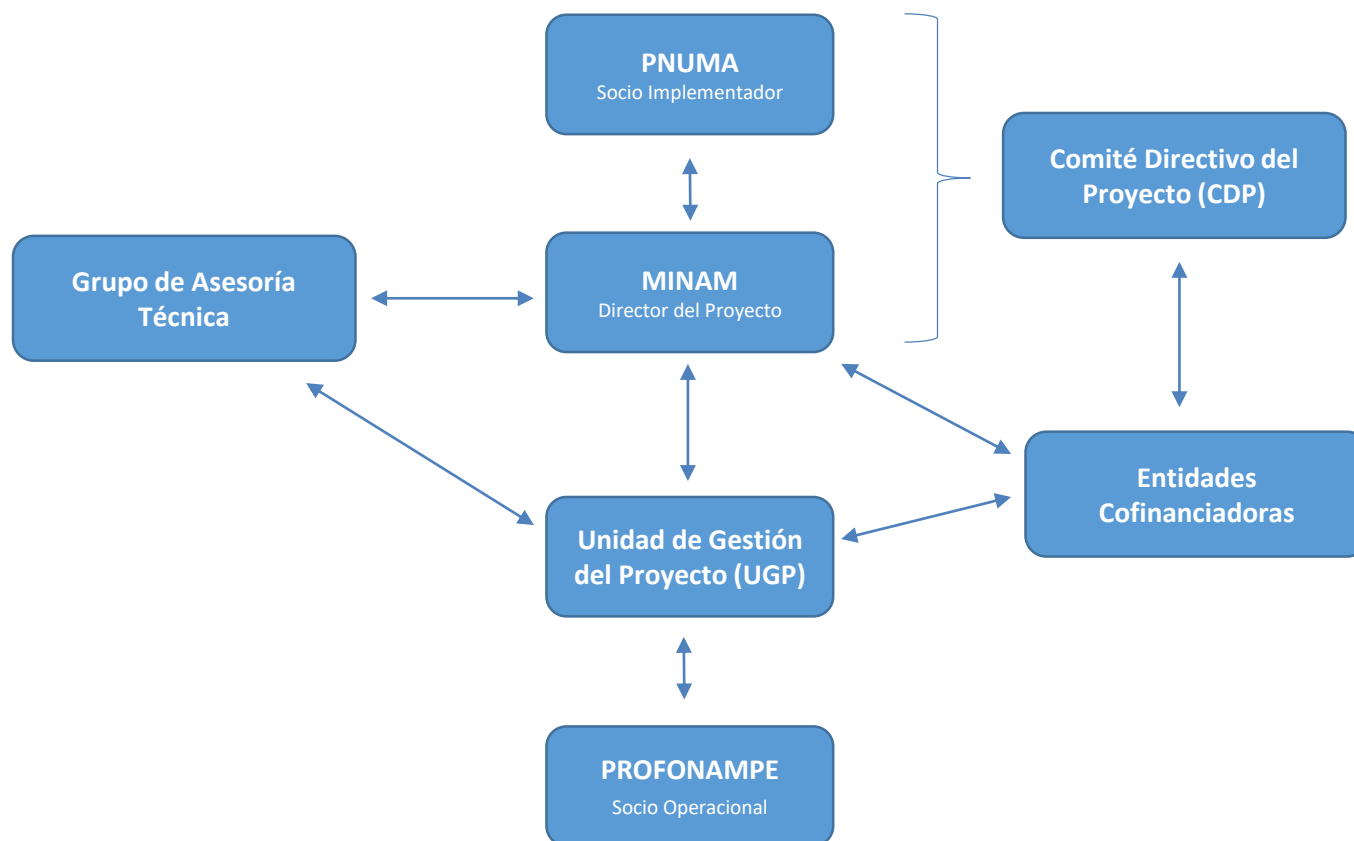 PNUMA
Socio Implementador
Comité Directivo del
Proyecto (CDP)
Grupo de Asesoría
Técnica
MINAM
Director del Proyecto
Entidades
Cofinanciadoras
Unidad de Gestión
del Proyecto (UGP)
PROFONAMPE
Socio Operacional